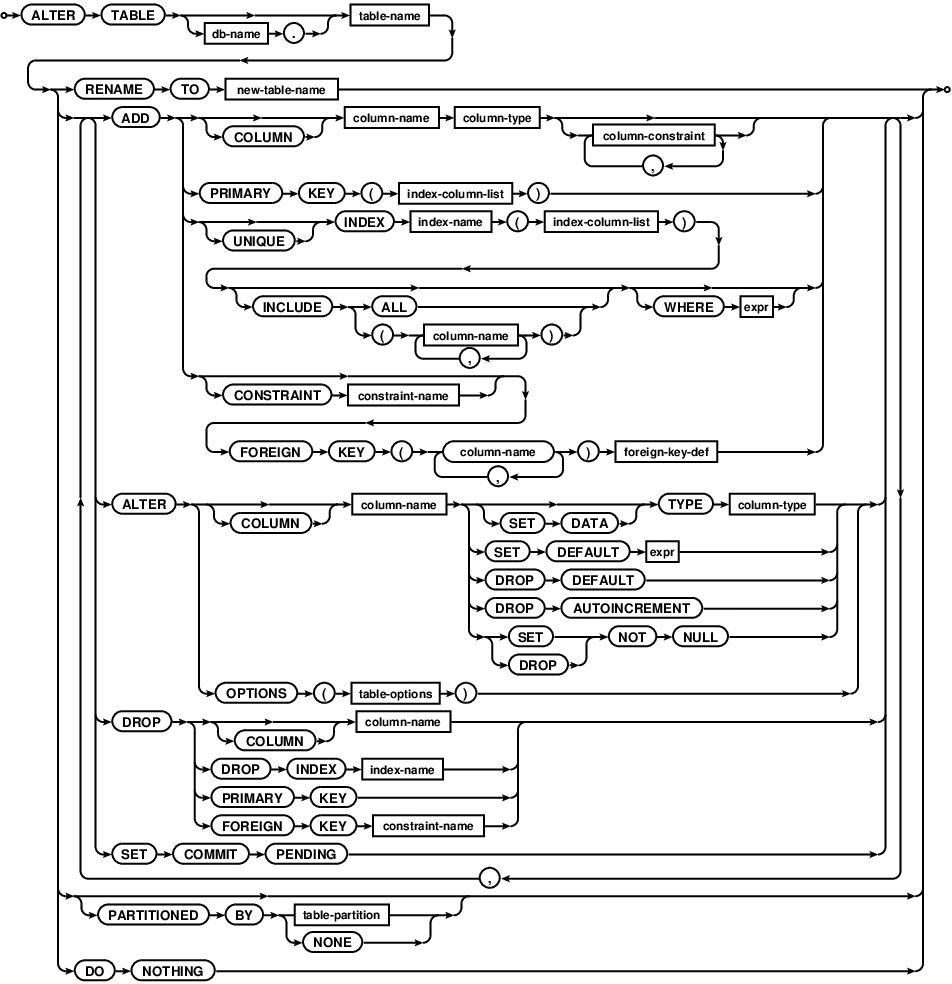 ALTER TABLE table-name
db-name .
RENAME TO new-table-name
ADD column-name column-type
COLUMN column-constraint
,
PRIMARY KEY ( index-column-list )
INDEX index-name ( index-column-list )
UNIQUE
INCLUDE ALL WHERE expr
( column-name )
,
CONSTRAINT constraint-name
FOREIGN KEY ( column-name ) foreign-key-def
,
ALTER column-name TYPE column-type
COLUMN SET DATA
SET DEFAULT expr
DROP DEFAULT
DROP AUTOINCREMENT
SET NOT NULL
DROP
OPTIONS ( table-options )
DROP column-name
COLUMN
DROP INDEX index-name
PRIMARY KEY
FOREIGN KEY constraint-name
SET COMMIT PENDING
,
PARTITIONED BY table-partition
NONE
DO NOTHING